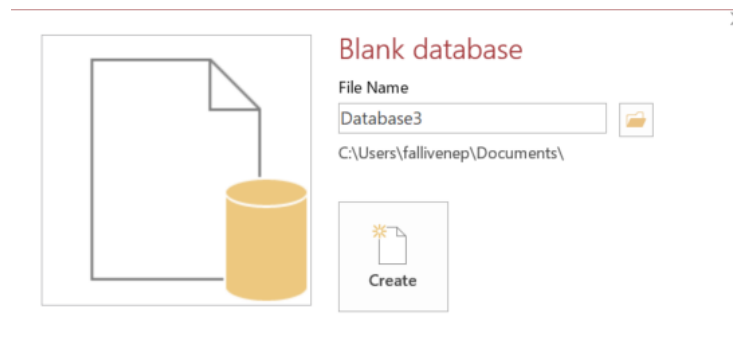 Blank database
File Name
Database3
C:\Users\fallivenep\Documents\
Create